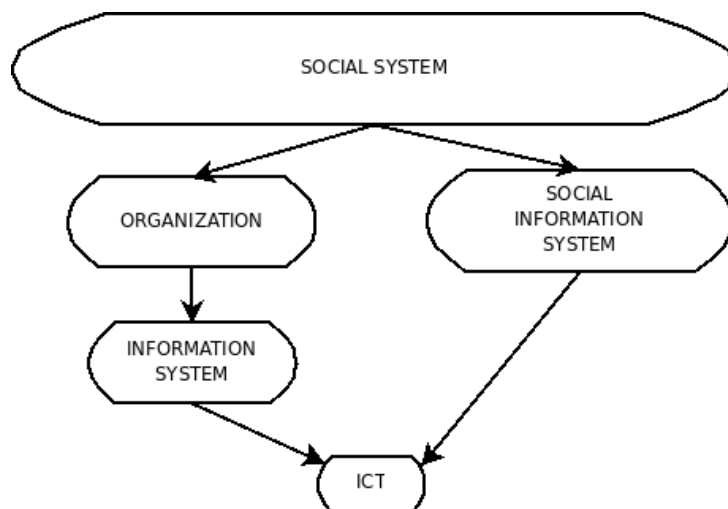 SOCIAL SYSTEM
ORGANIZATION
SOCIAL
INFORMATION
SYSTEM
INFORMATION
SYSTEM
ICT